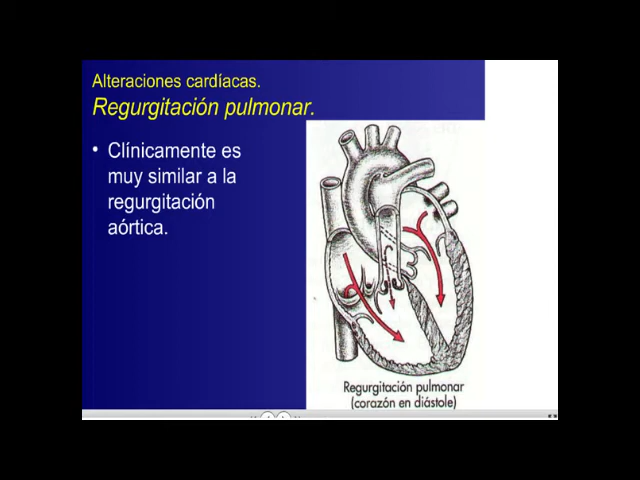 Alteraciones cardíacas.
Regurgitación pulmonar.
• Clínicamente es
muy similar a la
regurgitación
aórtica.
Regurgitación pulmonar
(corazón en diástole)